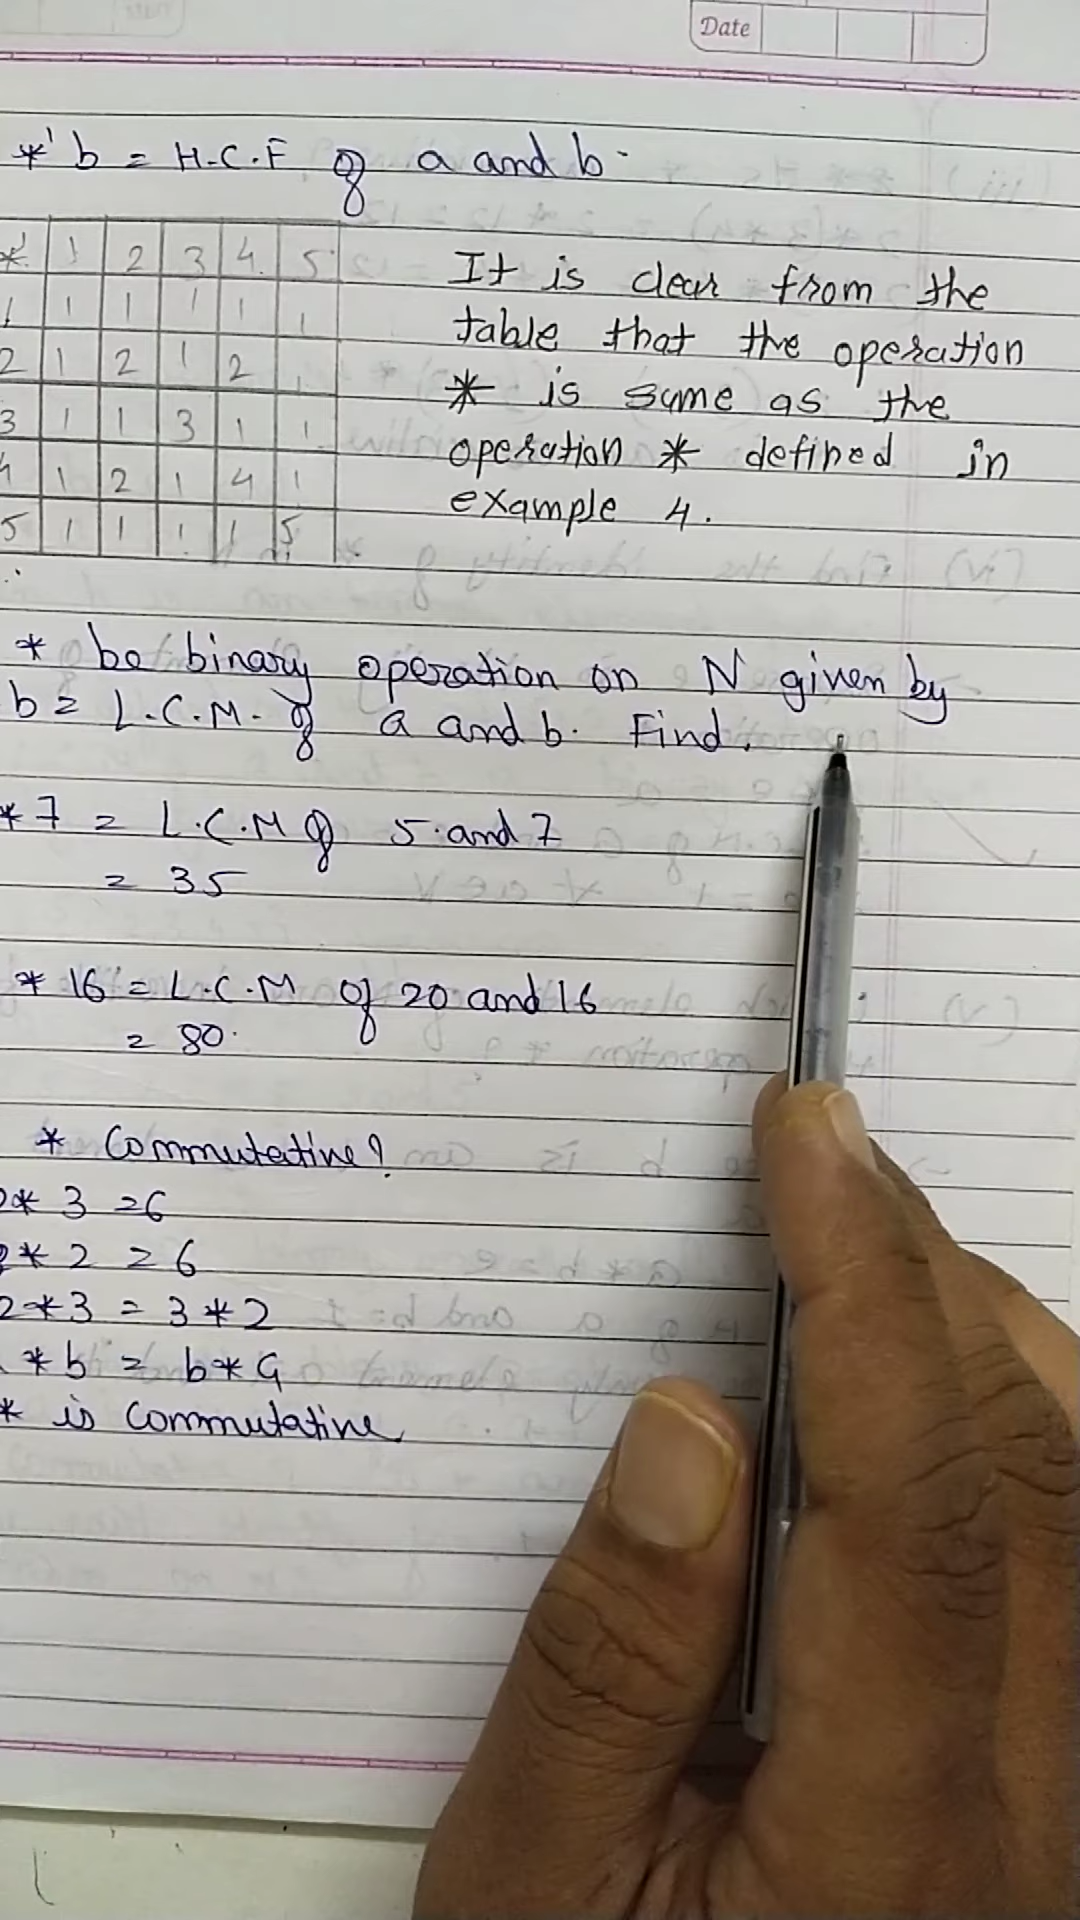 Date
*' b = H.C.F of a and b.
*' 1 2 3 4 5
1 1 1 1 1 1
2 1 2 1 2 1
3 1 1 3 1 1
4 1 2 1 4 1
5 1 1 1 1 5
It is clear from the
table that the operation
* is same as the
operation * defined in
example 4.
* be binary operation on N given by
b = L.C.M. of a and b. Find.
* 7 = L.C.M of 5 and 7
= 35
* 16 = L.C.M of 20 and 16
= 80.
* Commutative?
2 * 3 = 6
3 * 2 = 6
2 * 3 = 3 * 2
* b = b * a
* is commutative